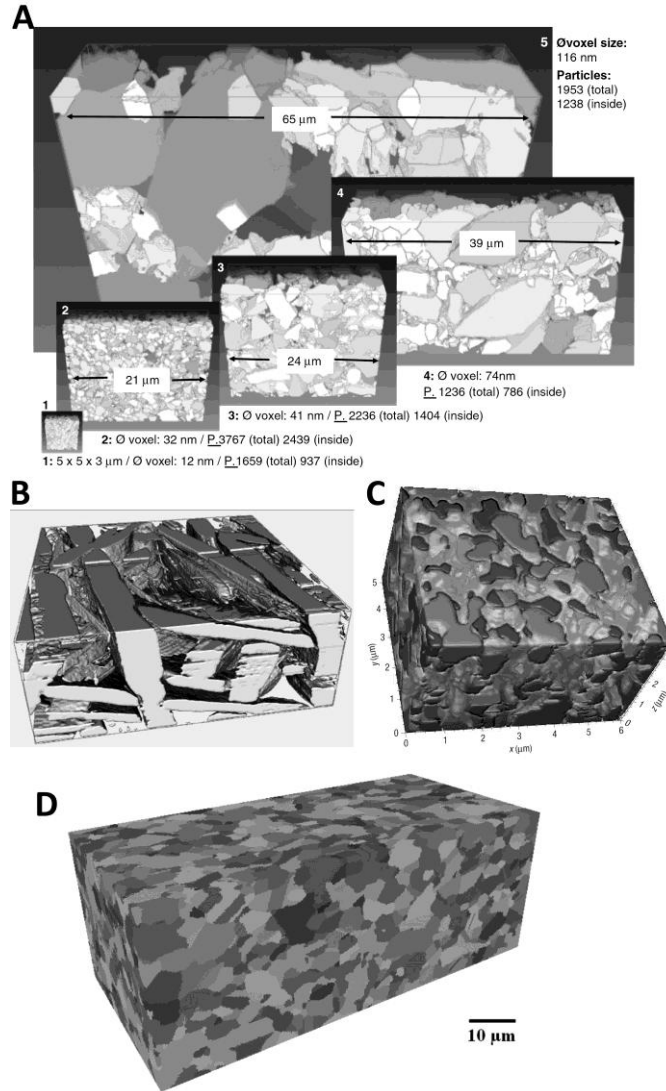 A
5 Øvoxel size:
116 nm
Particles:
1953 (total)
1238 (inside)
65 µm
4
39 µm
3
24 µm
2
21 µm
4: Ø voxel: 74nm
P. 1236 (total) 786 (inside)
3: Ø voxel: 41 nm / P. 2236 (total) 1404 (inside)
1
2: Ø voxel: 32 nm / P.3767 (total) 2439 (inside)
1: 5 x 5 x 3 µm / Ø voxel: 12 nm / P.1659 (total) 937 (inside)
B
C
5
4
3
2
1
0
y (µm)
0 1 2 3 4 5 6
x (µm)
0
1
2
z (µm)
D
10 µm